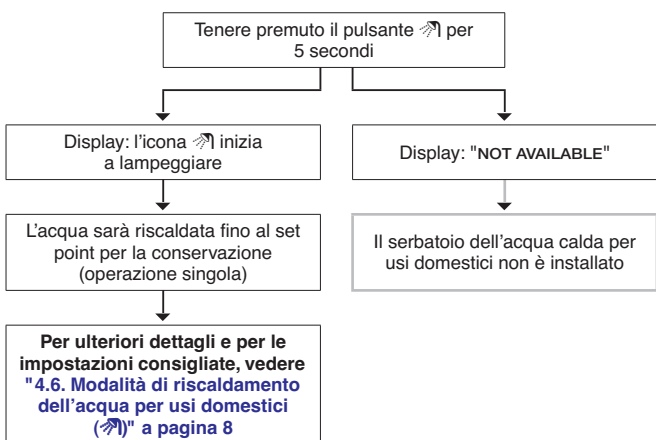 Tenere premuto il pulsante per
5 secondi
Display: l'icona inizia
a lampeggiare
Display: "NOT AVAILABLE"
L'acqua sarà riscaldata fino al set
point per la conservazione
(operazione singola)
Il serbatoio dell'acqua calda per
usi domestici non è installato
Per ulteriori dettagli e per le
impostazioni consigliate, vedere
"4.6. Modalità di riscaldamento
dell'acqua per usi domestici
()" a pagina 8